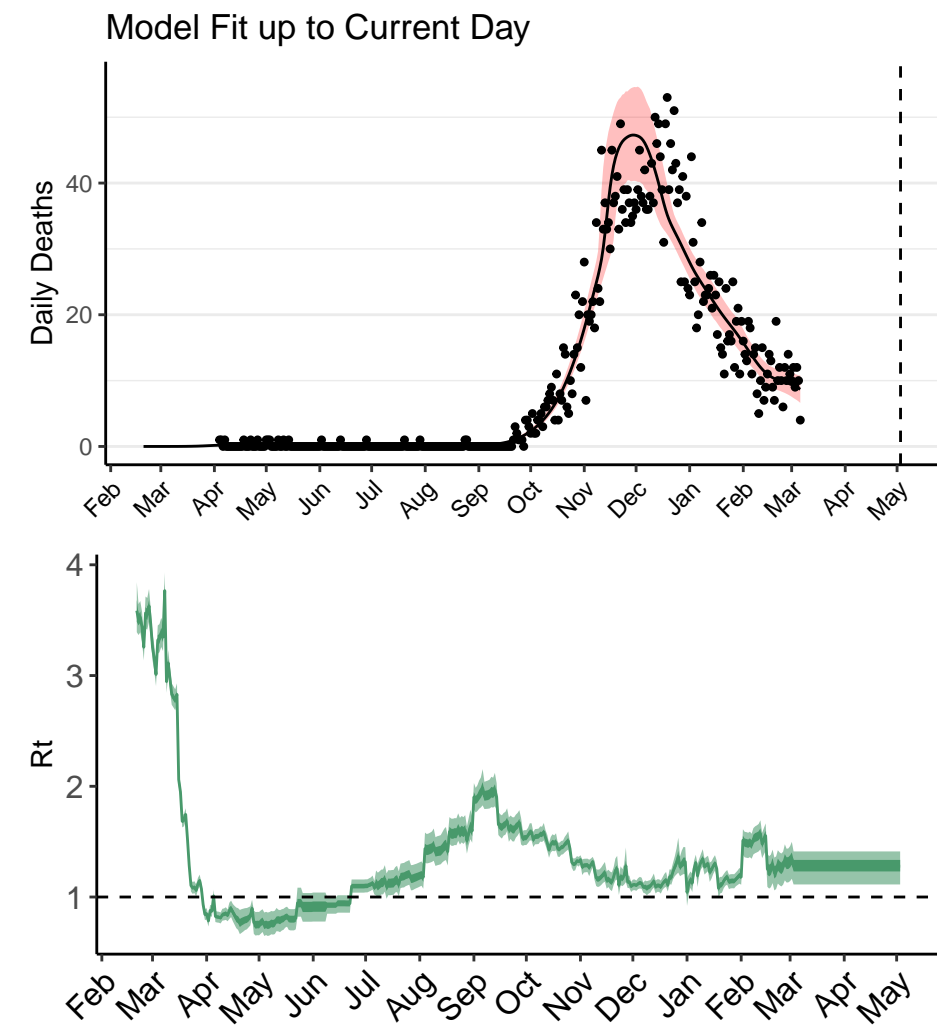 Model Fit up to Current Day
Daily Deaths
40
20
0
Feb Mar Apr May Jun Jul Aug Sep Oct Nov Dec Jan Feb Mar Apr May
Rt
4
3
2
1
Feb Mar Apr May Jun Jul Aug Sep Oct Nov Dec Jan Feb Mar Apr May